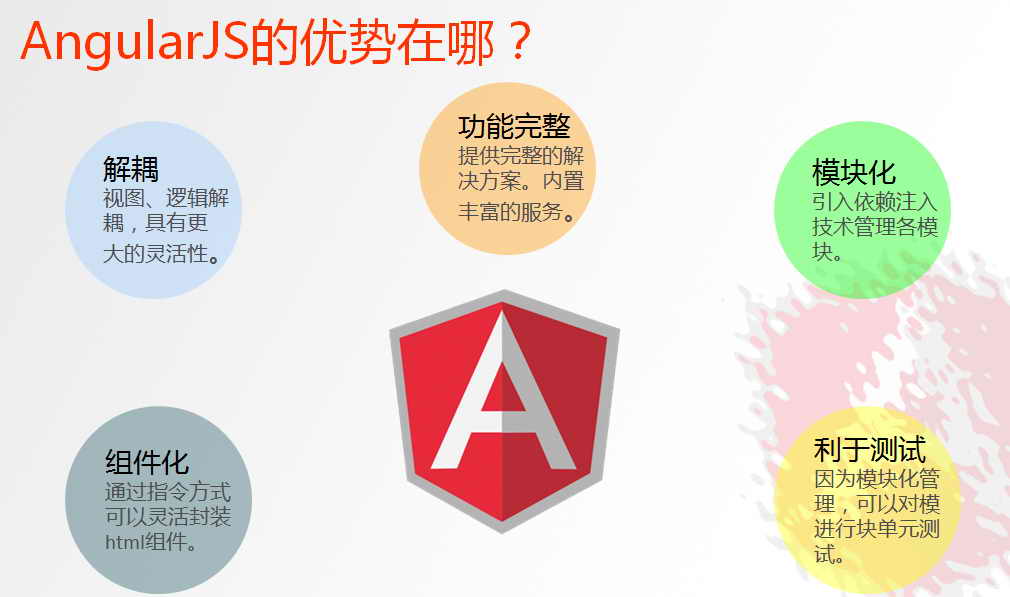 AngularJS的优势在哪？
解耦
视图、逻辑解
耦，具有更
大的灵活性。
功能完整
提供完整的解
决方案。内置
丰富的服务。
模块化
引入依赖注入
技术管理各模
块。
组件化
通过指令方式
可以灵活封装
html组件。
利于测试
因为模块化管
理，可以对模
进行块单元测
试。